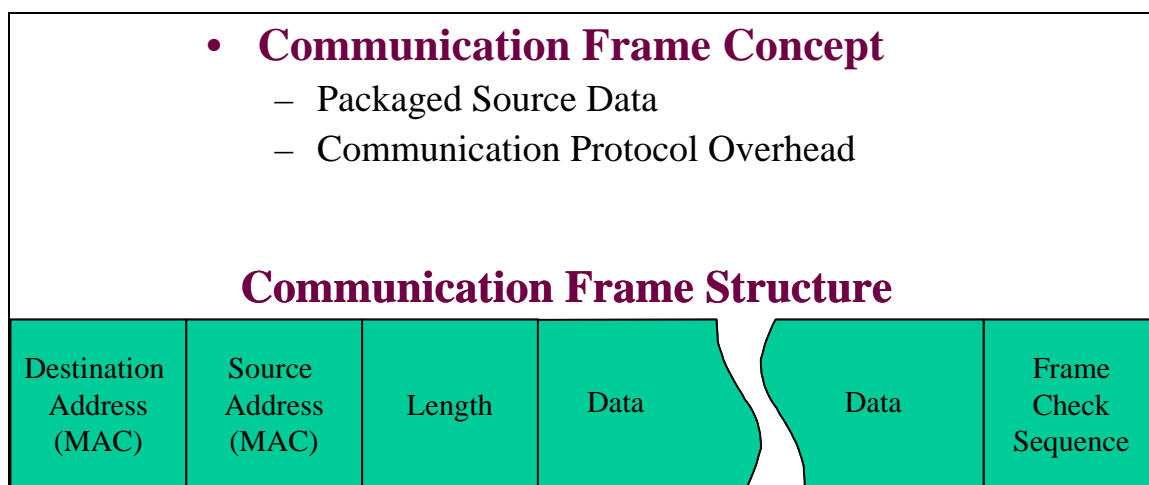 • Communication Frame Concept
– Packaged Source Data
– Communication Protocol Overhead
Communication Frame Structure
Destination
Address
(MAC)
Source
Address
(MAC)
Length
Data
Data
Frame
Check
Sequence